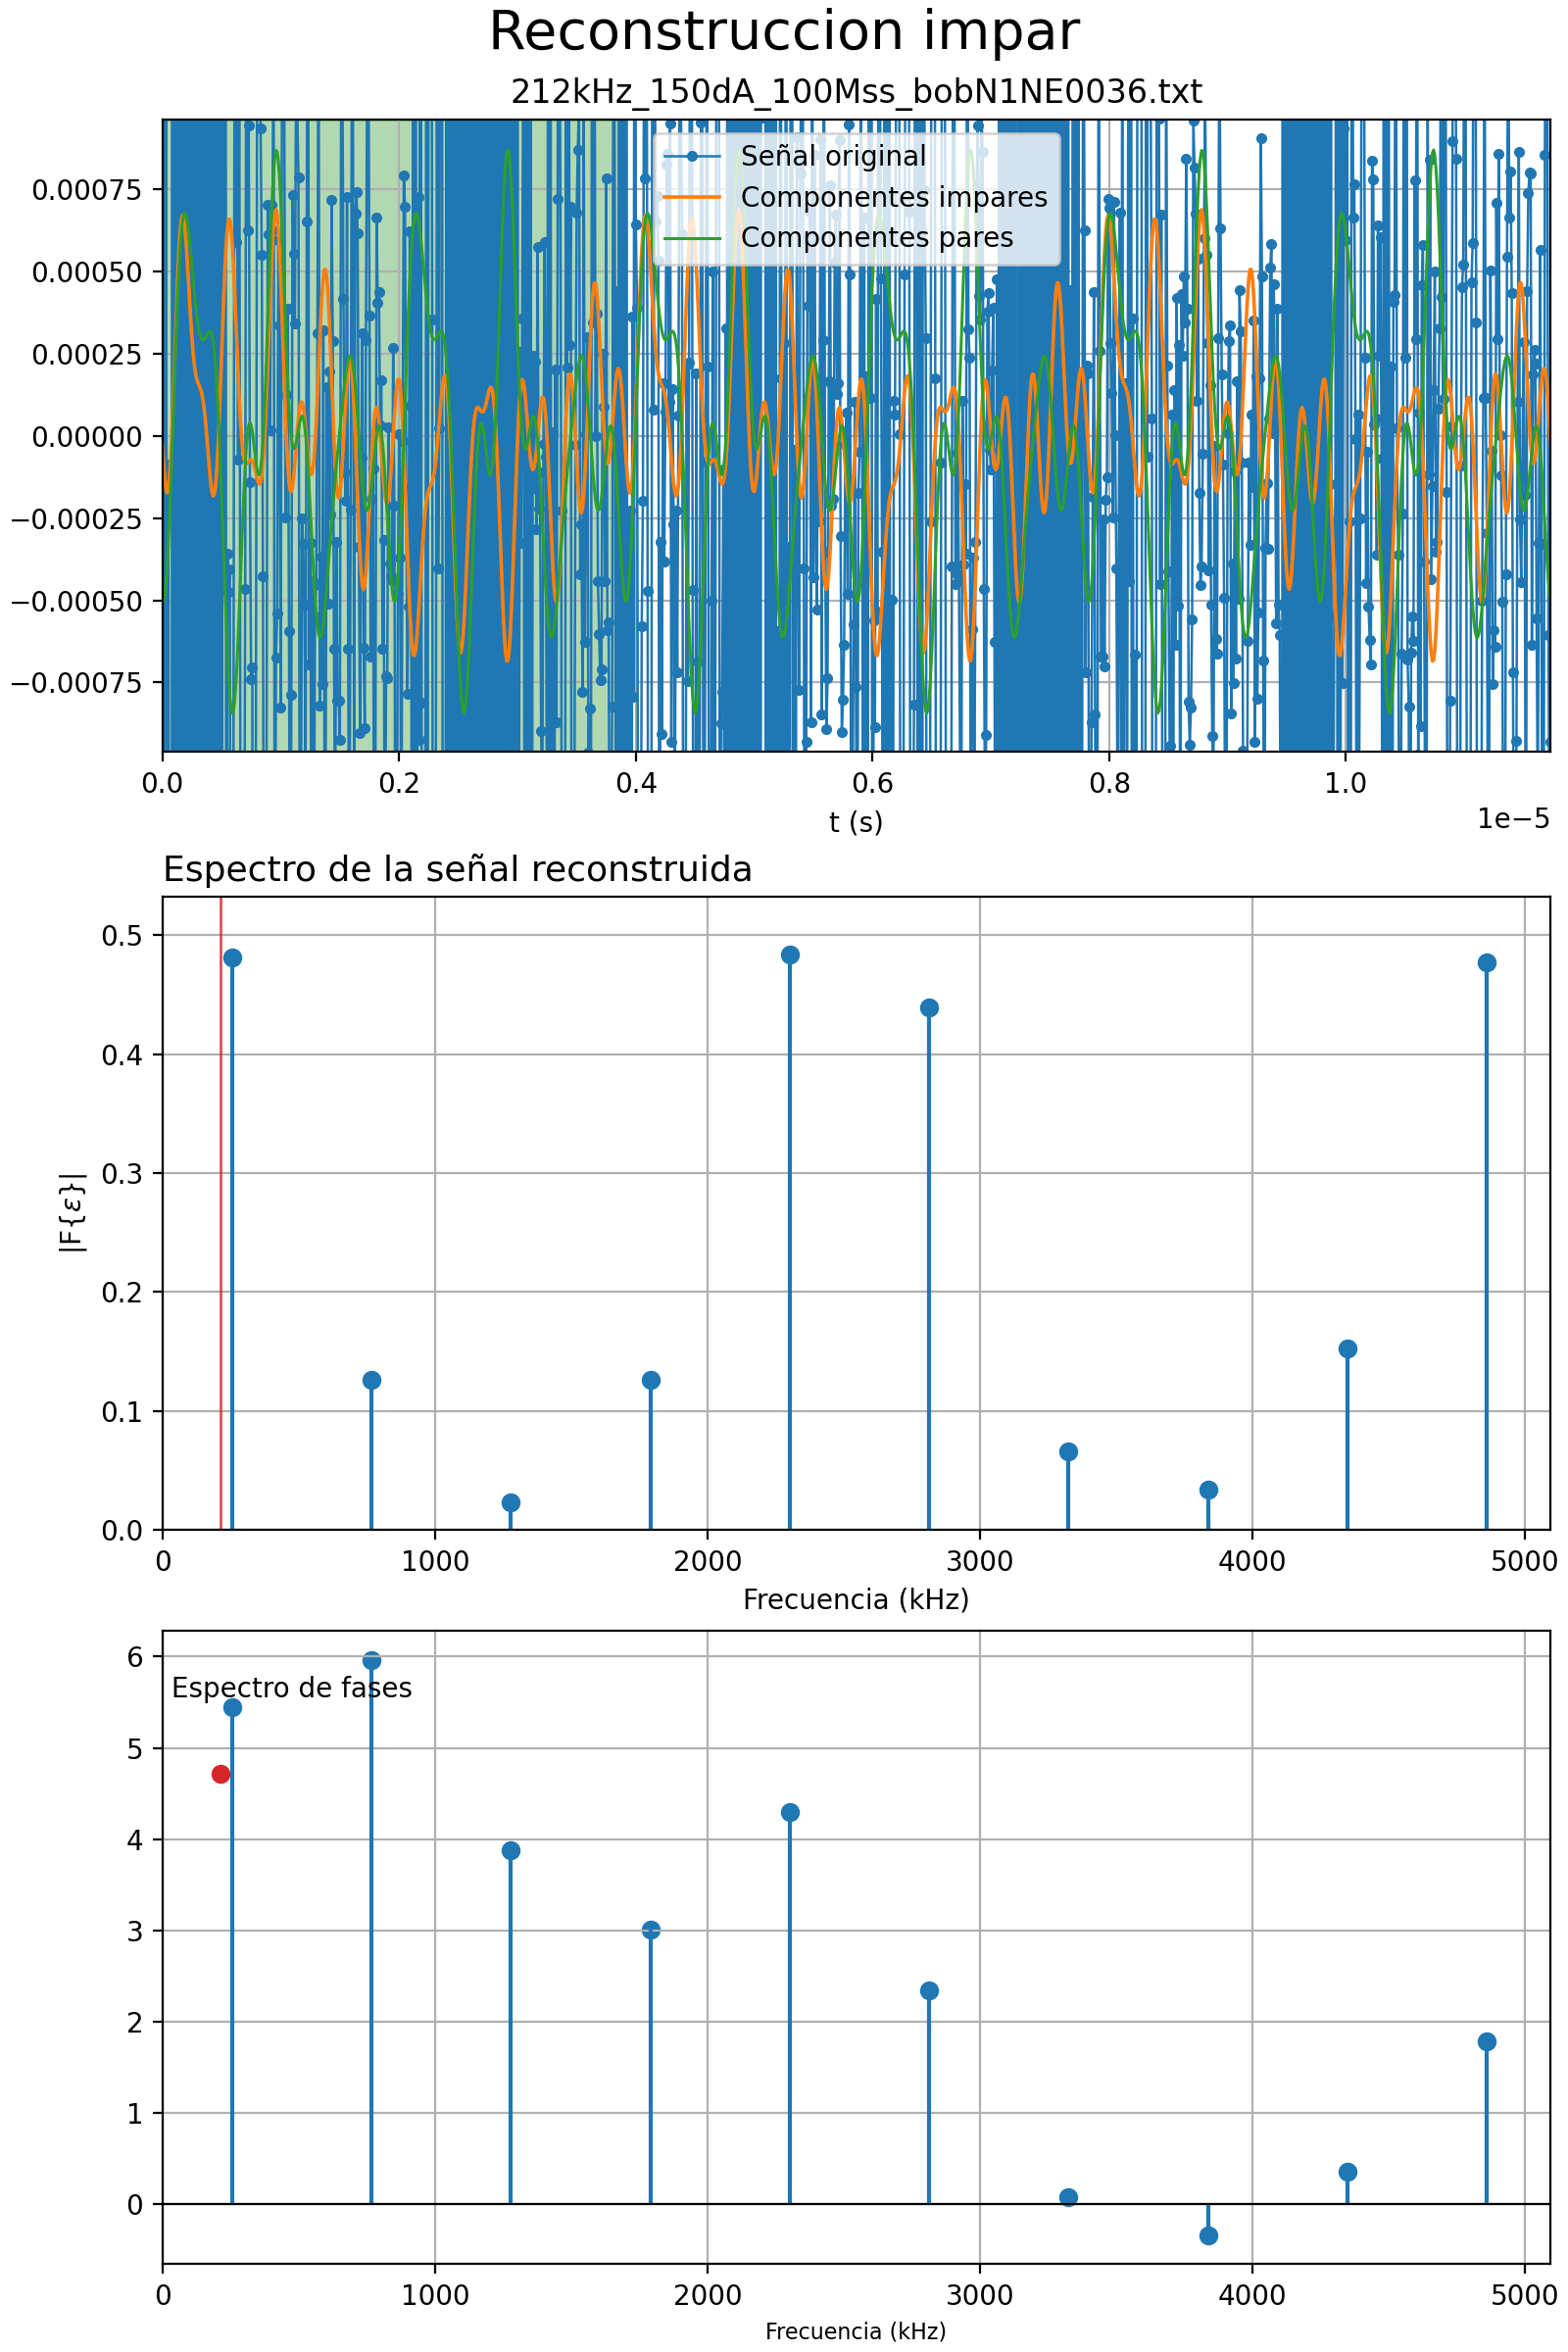 Reconstruccion impar
212kHz_150dA_100Mss_bobN1NE0036.txt
Señal original
Componentes impares
Componentes pares
0.00075
0.00050
0.00025
0.00000
−0.00025
−0.00050
−0.00075
0.0 0.2 0.4 0.6 0.8 1.0
t (s)
1e−5
Espectro de la señal reconstruida
0.5
0.4
0.3
0.2
0.1
0.0
|F{ε}|
0 1000 2000 3000 4000 5000
Frecuencia (kHz)
Espectro de fases
6
5
4
3
2
1
0
0 1000 2000 3000 4000 5000
Frecuencia (kHz)